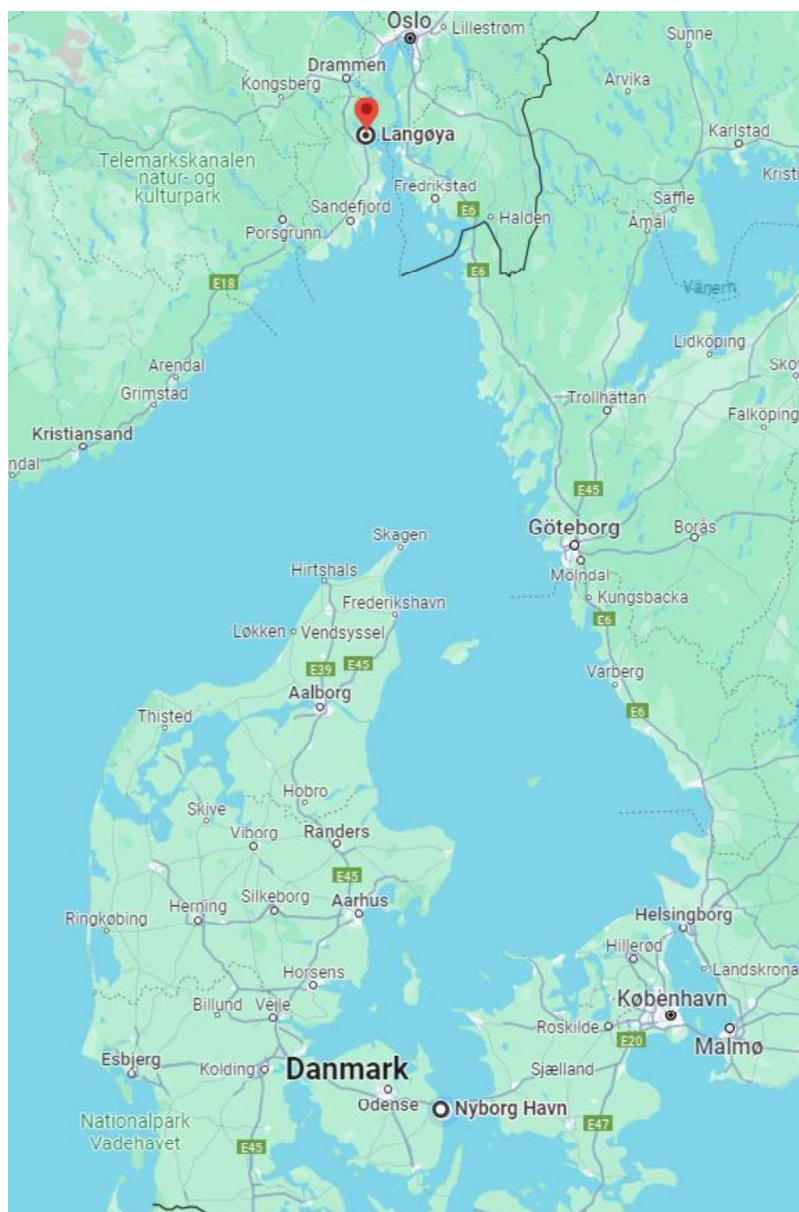 Oslo
Lillestrøm
Sunne
Drammen
Kongsberg
Arvika
Langøya
Karlstad
Telemarkskanalen
natur- og
kulturpark
Kristi
Fredrikstad
Säffle
Sandefjord
E6
Halden
Åmål
Porsgrunn
E6
E18
Vänern
Lidköping
Arendal
Skö
Grimstad
Trollhättan
Falköping
Kristiansand
ndal
E45
Göteborg
Borås
Skagen
Mölndal
Hirtshals
Kungsbacka
Frederikshavn
E6
Løkken
Vendsyssel
E39
E45
Varberg
Aalborg
Thisted
E6
Hobro
Skive
Viborg
Randers
E45
Silkeborg
Aarhus
Herning
Ringkøbing
Helsingborg
Hillerød
Horsens
Landskrona
Billund
Vejle
København
Roskilde
E20
Malmø
Esbjerg
Kolding
Danmark
Sjælland
Odense
Nyborg Havn
Nationalpark
Vadehavet
E47
E45